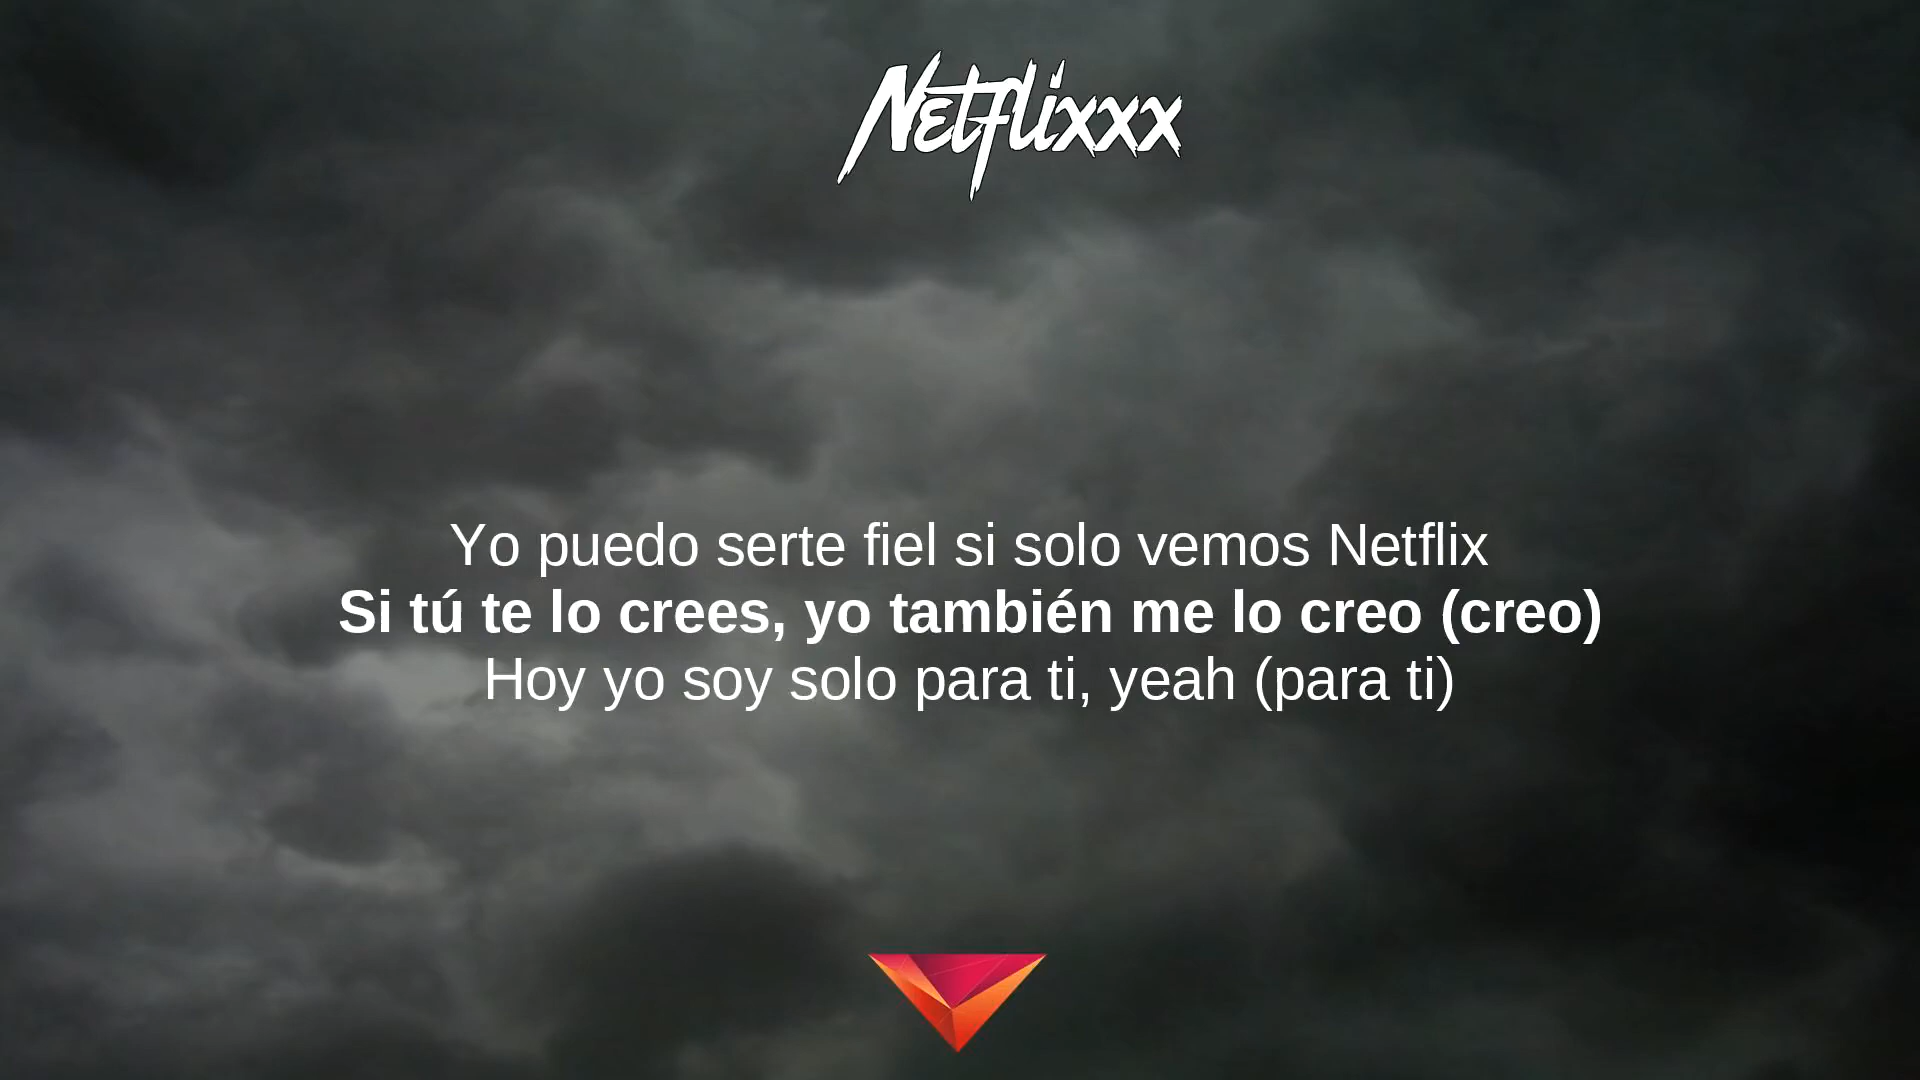 Netflixxx
Yo puedo serte fiel si solo vemos Netflix
Si tú te lo crees, yo también me lo creo (creo)
Hoy yo soy solo para ti, yeah (para ti)